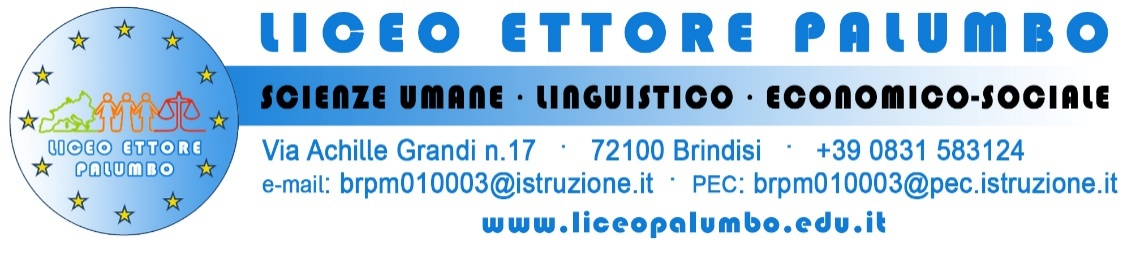 LICEO ETTORE PALUMBO
SCIENZE UMANE · LINGUISTICO · ECONOMICO-SOCIALE
LICEO ETTORE
PALUMBO
Via Achille Grandi n.17 · 72100 Brindisi · +39 0831 583124
e-mail: brpm010003@istruzione.it · PEC: brpm010003@pec.istruzione.it
www.liceopalumbo.edu.it